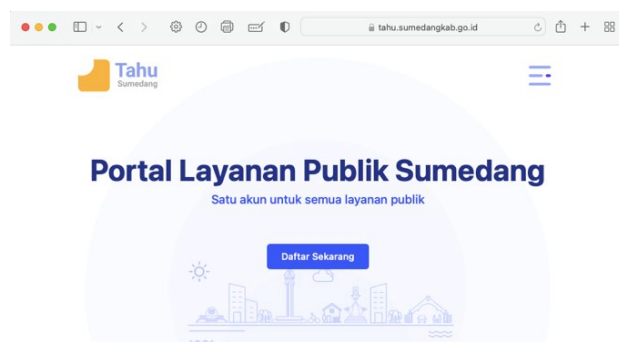 tahu.sumedangkab.go.id
Tahu
Sumedang
Portal Layanan Publik Sumedang
Satu akun untuk semua layanan publik
Daftar Sekarang